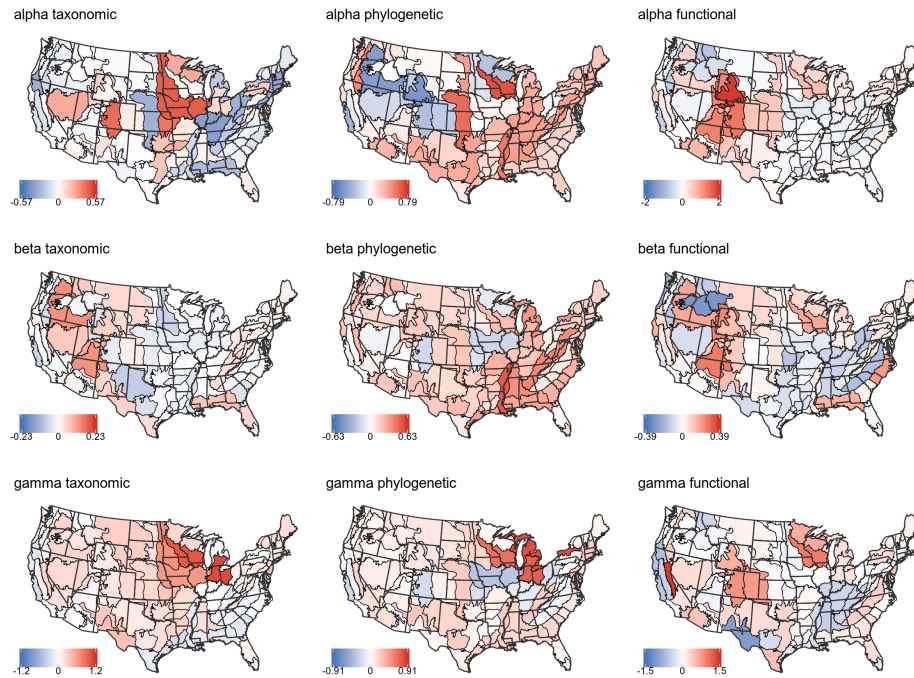 alpha taxonomic
alpha phylogenetic
alpha functional
-0.57 0 0.57
-0.79 0 0.79
-2 0 2
beta taxonomic
beta phylogenetic
beta functional
-0.23 0 0.23
-0.63 0 0.63
-0.39 0 0.39
gamma taxonomic
gamma phylogenetic
gamma functional
-1.2 0 1.2
-0.91 0 0.91
-1.5 0 1.5